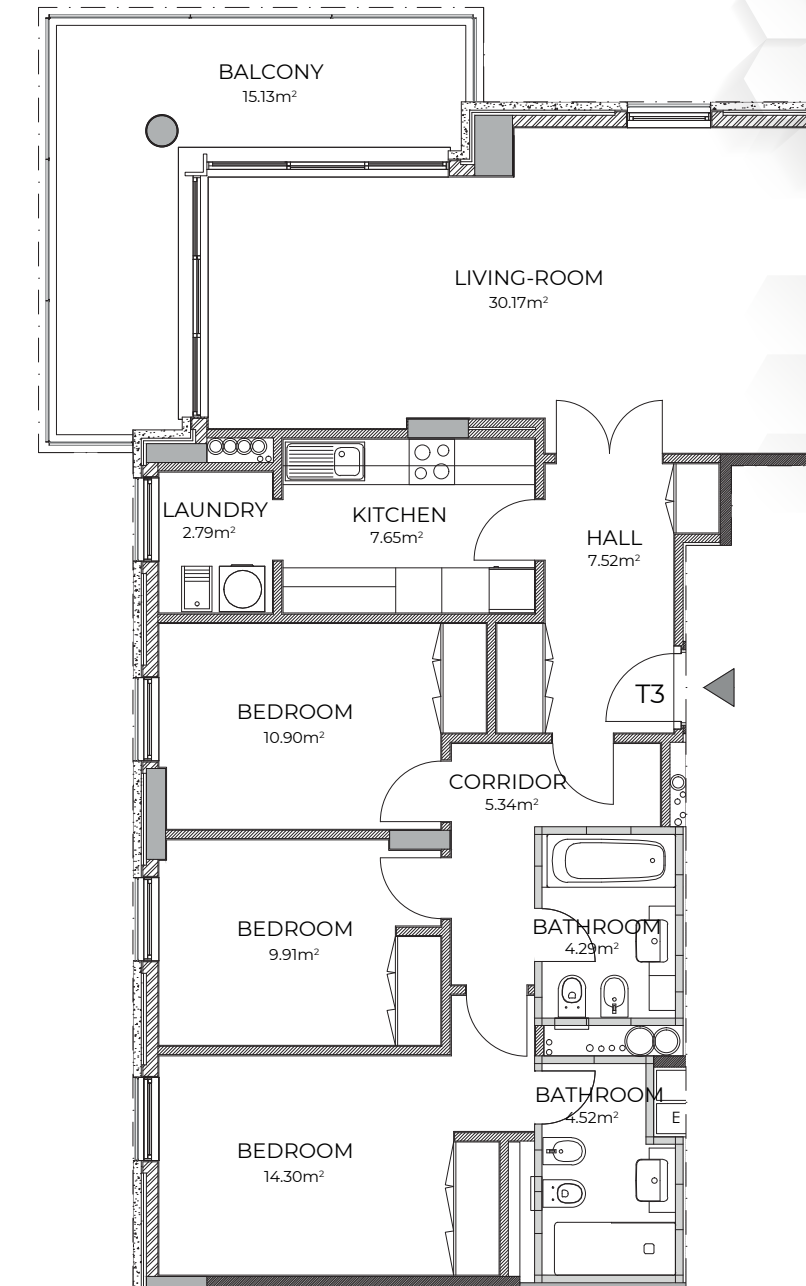 BALCONY
15.13m²
LIVING-ROOM
30.17m²
LAUNDRY
2.79m²
KITCHEN
7.65m²
HALL
7.52m²
BEDROOM
10.90m²
T3
CORRIDOR
5.34m²
BEDROOM
9.91m²
BATHROOM
4.29m²
BATHROOM
4.52m²
E
BEDROOM
14.30m²